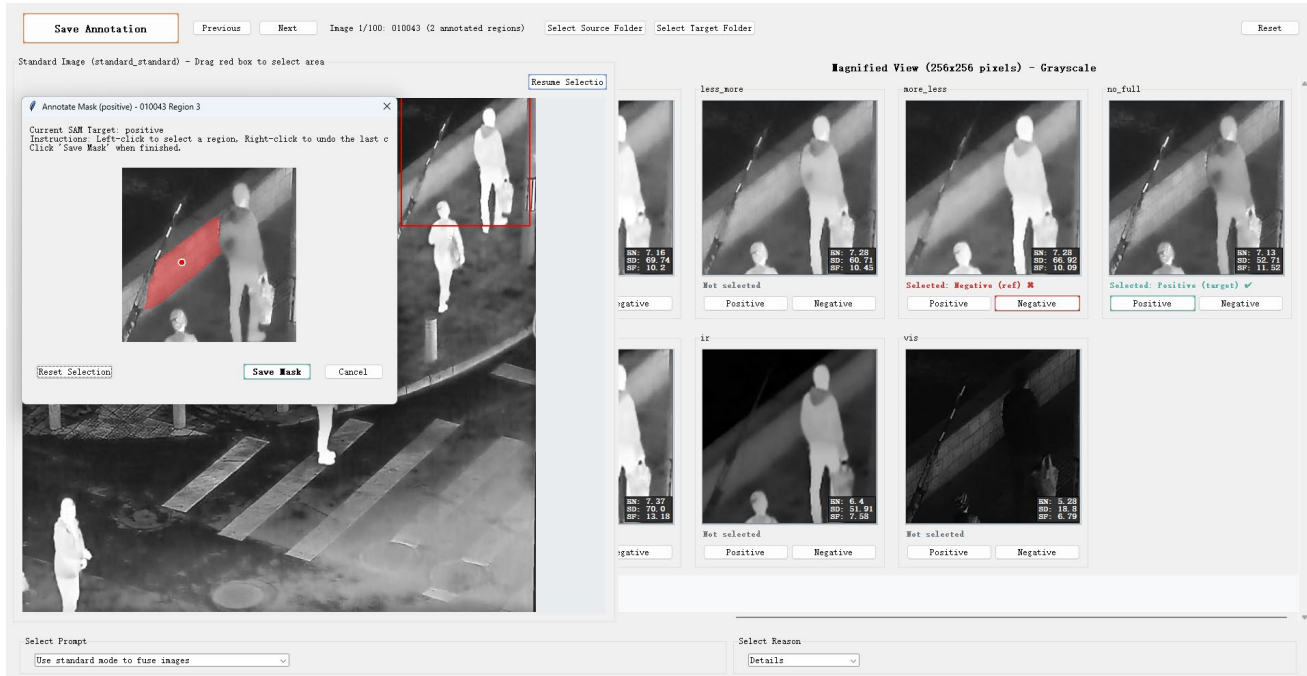 Save Annotation
Previous
Next
Image 1/100: 010043 (2 annotated regions)
Select Source Folder
Select Target Folder
Reset
Standard Image (standard_standard) - Drag red box to select area
Resume Selectio
Magnified View (256x256 pixels) - Grayscale
Annotate Mask (positive) - 010043 Region 3
Current SAM Target: positive
Instructions: Left-click to select a region, Right-click to undo the last c
Click 'Save Mask' when finished.
Reset Selection
Save Mask
Cancel
less_more
more_less
no_full
EN: 7.16
SD: 69.74
SF: 10.2
EN: 7.28
SD: 60.71
SF: 10.45
EN: 7.28
SD: 66.92
SF: 10.09
EN: 7.13
SD: 52.71
SF: 11.52
Not selected
Selected: Negative (ref) ✖
Selected: Positive (target) ✔
egative
Positive
Negative
Positive
Negative
Positive
Negative
ir
vis
EN: 7.37
SD: 70.0
SF: 13.18
EN: 6.4
SD: 51.91
SF: 7.58
EN: 5.28
SD: 18.8
SF: 6.79
Not selected
Not selected
egative
Positive
Negative
Positive
Negative
Select Prompt
Use standard mode to fuse images
Select Reason
Details